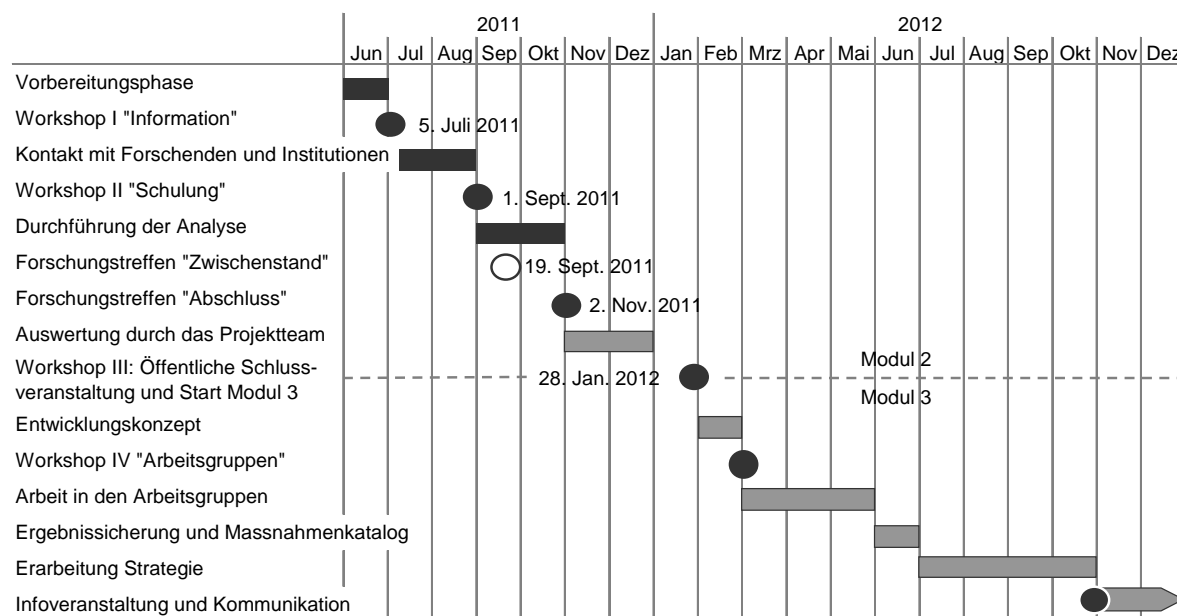 2011 2012
Jun Jul Aug Sep Okt Nov Dez Jan Feb Mrz Apr Mai Jun Jul Aug Sep Okt Nov Dez
Vorbereitungsphase
Workshop I "Information" 5. Juli 2011
Kontakt mit Forschenden und Institutionen
Workshop II "Schulung" 1. Sept. 2011
Durchführung der Analyse
Forschungstreffen "Zwischenstand" 19. Sept. 2011
Forschungstreffen "Abschluss" 2. Nov. 2011
Auswertung durch das Projektteam
Workshop III: Öffentliche Schluss-
veranstaltung und Start Modul 3
28. Jan. 2012
Modul 2
Modul 3
Entwicklungskonzept
Workshop IV "Arbeitsgruppen"
Arbeit in den Arbeitsgruppen
Ergebnissicherung und Massnahmenkatalog
Erarbeitung Strategie
Infoveranstaltung und Kommunikation